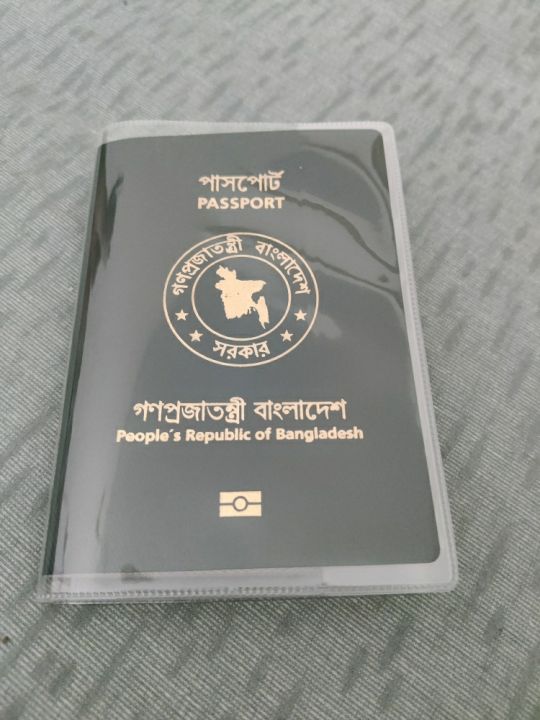 পাসপোর্ট
PASSPORT
গণপ্রজাতন্ত্রী বাংলাদেশ
সরকার
গণপ্রজাতন্ত্রী বাংলাদেশ
People's Republic of Bangladesh